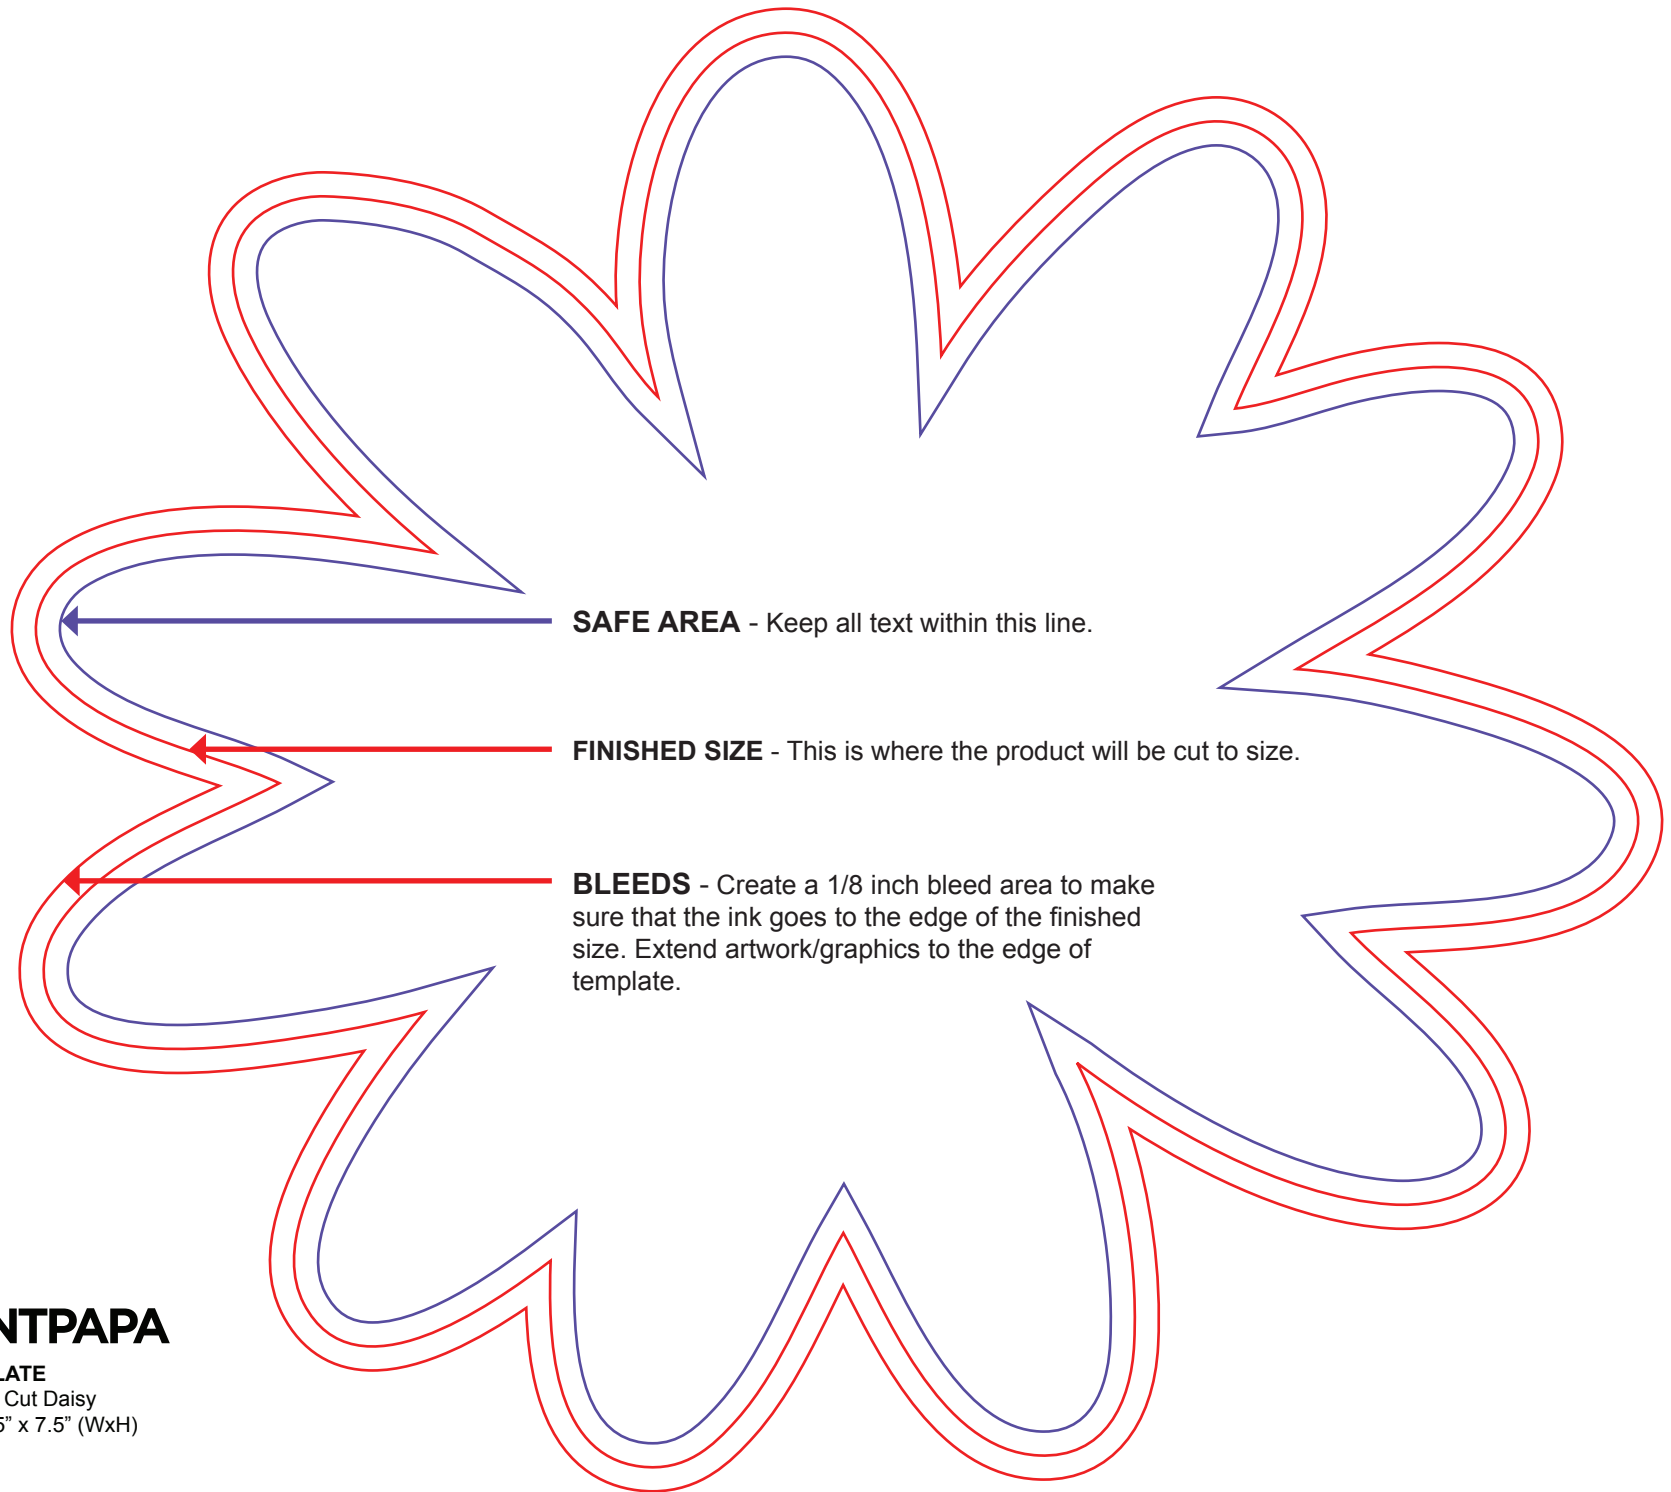 SAFE AREA - Keep all text within this line.
FINISHED SIZE - This is where the product will be cut to size.
BLEEDS - Create a 1/8 inch bleed area to make
sure that the ink goes to the edge of the finished
size. Extend artwork/graphics to the edge of
template.
NTPAPA
LATE
Cut Daisy
5” x 7.5” (WxH)